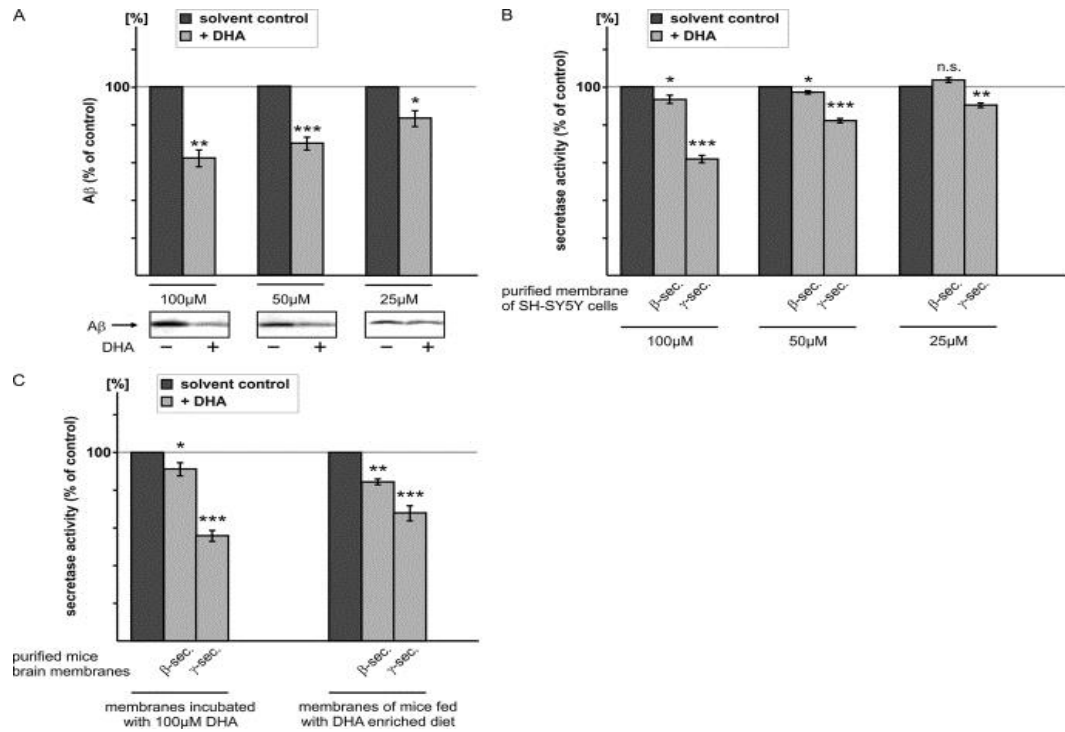 A
[%]
solvent control
+ DHA
100
Aβ (% of control)
**
***
*
100µM
50µM
25µM
Aβ
DHA
− + − + − +
B
[%]
solvent control
+ DHA
100
secretase activity (% of control)
*
***
*
***
n.s.
**
purified membrane
of SH-SY5Y cells
β-sec. γ-sec. β-sec. γ-sec. β-sec. γ-sec.
100µM
50µM
25µM
C
[%]
solvent control
+ DHA
100
secretase activity (% of control)
*
***
**
***
purified mice
brain membranes
β-sec. γ-sec. β-sec. γ-sec.
membranes incubated
with 100µM DHA
membranes of mice fed
with DHA enriched diet